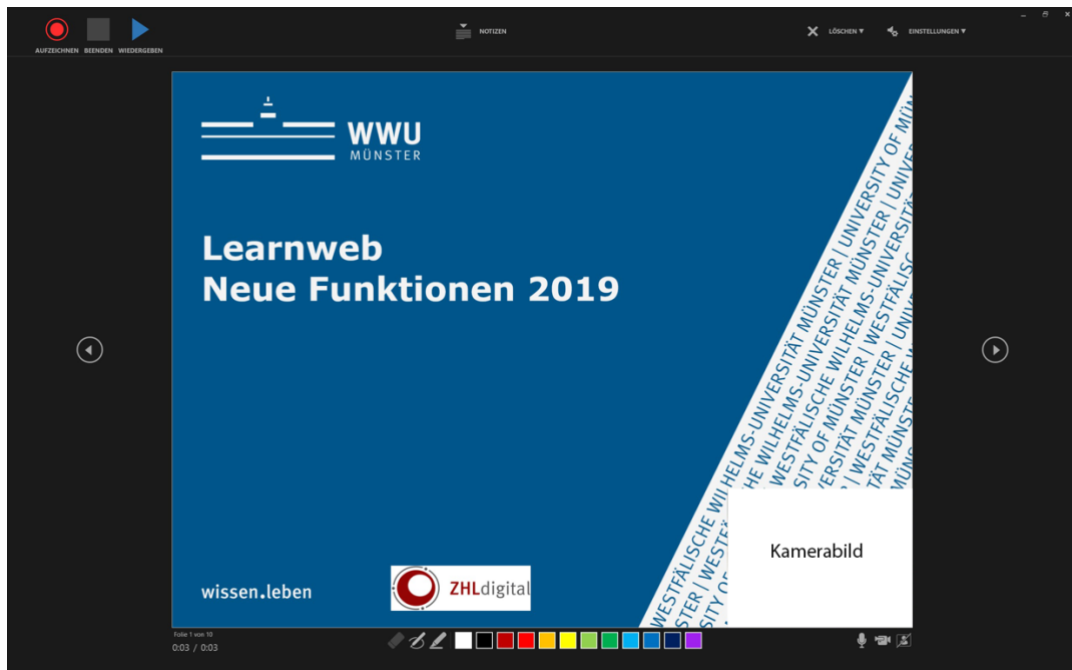 AUFZEICHNEN BEENDEN WIEDERGEBEN
NOTIZEN
LÖSCHEN
EINSTELLUNGEN
WWU
MÜNSTER
Learnweb
Neue Funktionen 2019
WESTFÄLISCHE WILHELMS-UNIVERSITÄT MÜNSTER | UNIVERSITY OF MÜN
Kamerabild
wissen.leben
ZHLdigital
Folie 1 von 10
0:03 / 0:03